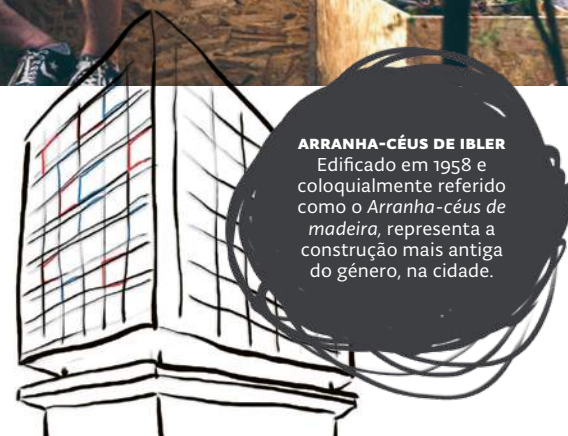 ARRANHA-CÉUS DE IBLER
Edificado em 1958 e
coloquialmente referido
como o Arranha-céus de
madeira, representa a
construção mais antiga
do género, na cidade.